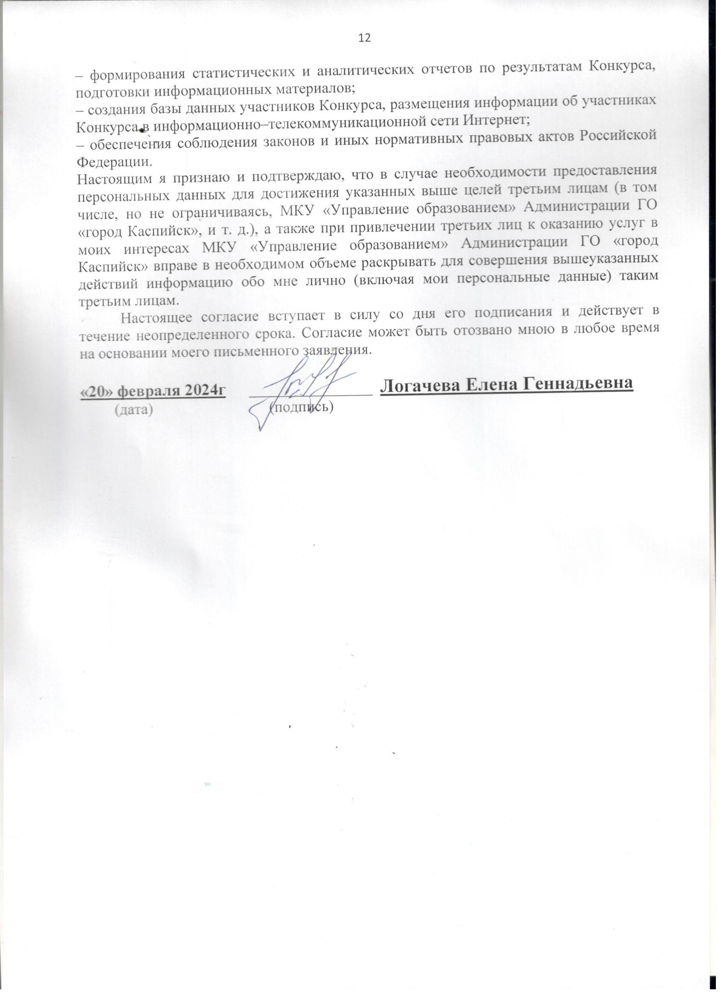 12
– формирования статистических и аналитических отчетов по результатам Конкурса,
подготовки информационных материалов;
– создания базы данных участников Конкурса, размещения информации об участниках
Конкурса в информационно–телекоммуникационной сети Интернет;
– обеспечения соблюдения законов и иных нормативных правовых актов Российской
Федерации.
Настоящим я признаю и подтверждаю, что в случае необходимости предоставления
персональных данных для достижения указанных выше целей третьим лицам (в том
числе, но не ограничиваясь, МКУ «Управление образованием» Администрации ГО
«город Каспийск», и т. д.), а также при привлечении третьих лиц к оказанию услуг в
моих интересах МКУ «Управление образованием» Администрации ГО «город
Каспийск» вправе в необходимом объеме раскрывать для совершения вышеуказанных
действий информацию обо мне лично (включая мои персональные данные) таким
третьим лицам.
Настоящее согласие вступает в силу со дня его подписания и действует в
течение неопределенного срока. Согласие может быть отозвано мною в любое время
на основании моего письменного заявления.
«20» февраля 2024г Логачева Елена Геннадьевна
(дата) (подпись)